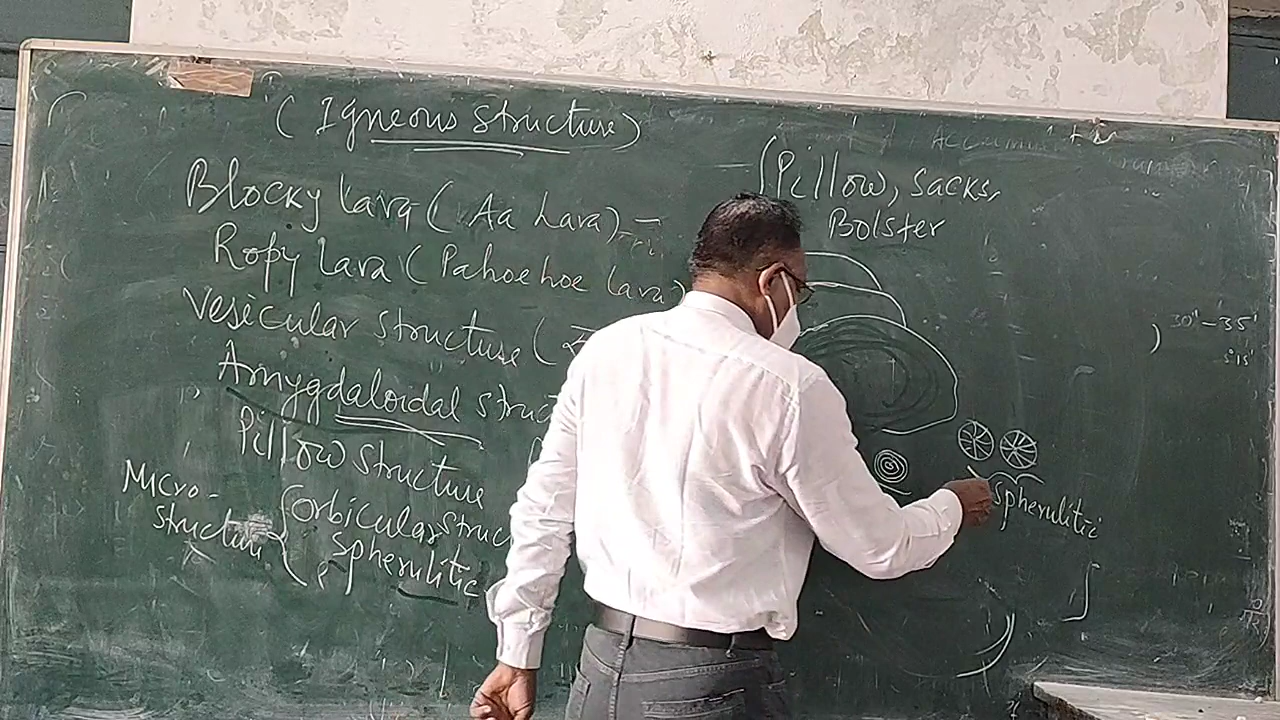 ( Igneous Structure )
Blocky Lava ( Aa Lava ) –
Ropy Lava ( Pahoehoe Lava )
Vesicular Structure (
Amygdaloidal Struc
Pillow Structure
Micro-
Structure
Orbicular Struc
Spherulitic
Pillow, Sacks,
Bolster
) 30' – 35'
Spherulitic